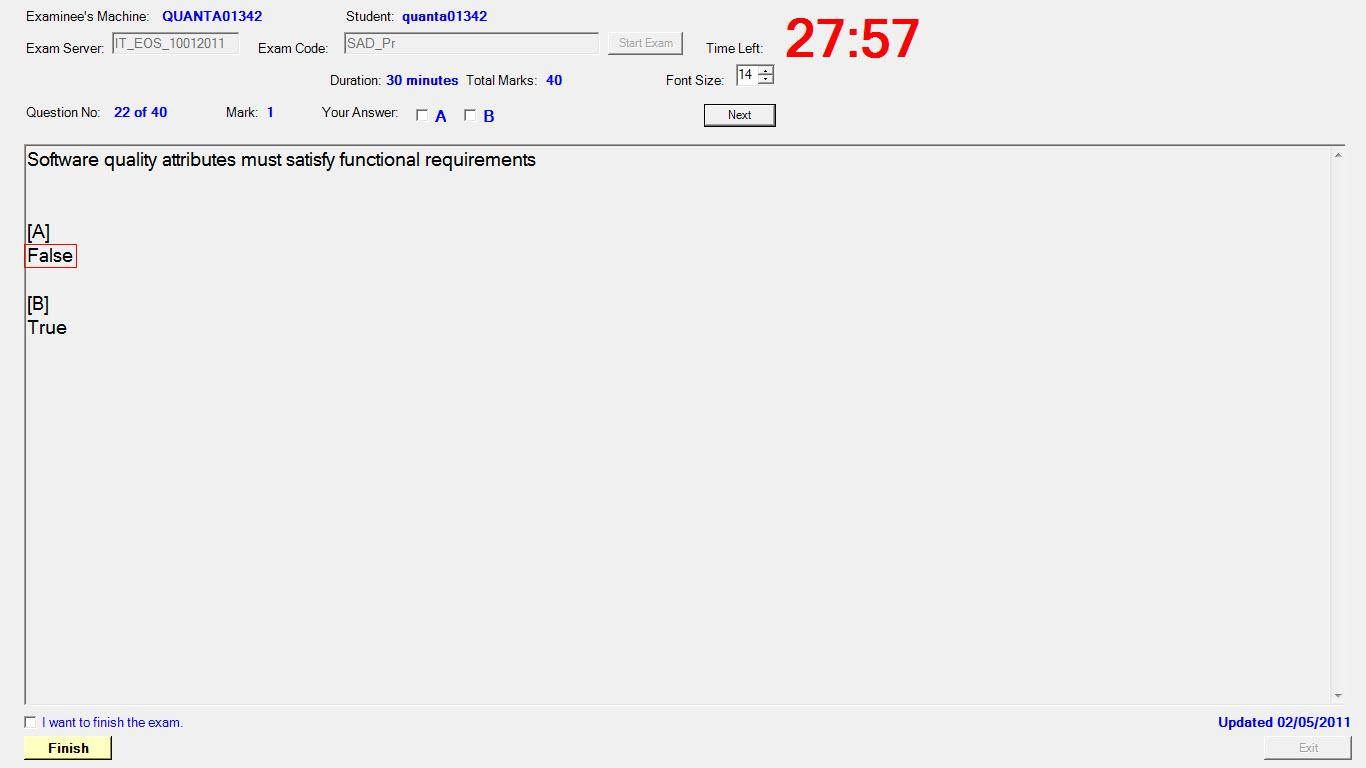 Examinee's Machine: QUANTA01342 Student: quanta01342
Exam Server: IT_EOS_10012011 Exam Code: SAD_Pr Start Exam Time Left: 27:57
Duration: 30 minutes Total Marks: 40 Font Size: 14
Question No: 22 of 40 Mark: 1 Your Answer: A B Next
Software quality attributes must satisfy functional requirements
[A]
False
[B]
True
I want to finish the exam. Updated 02/05/2011
Finish Exit